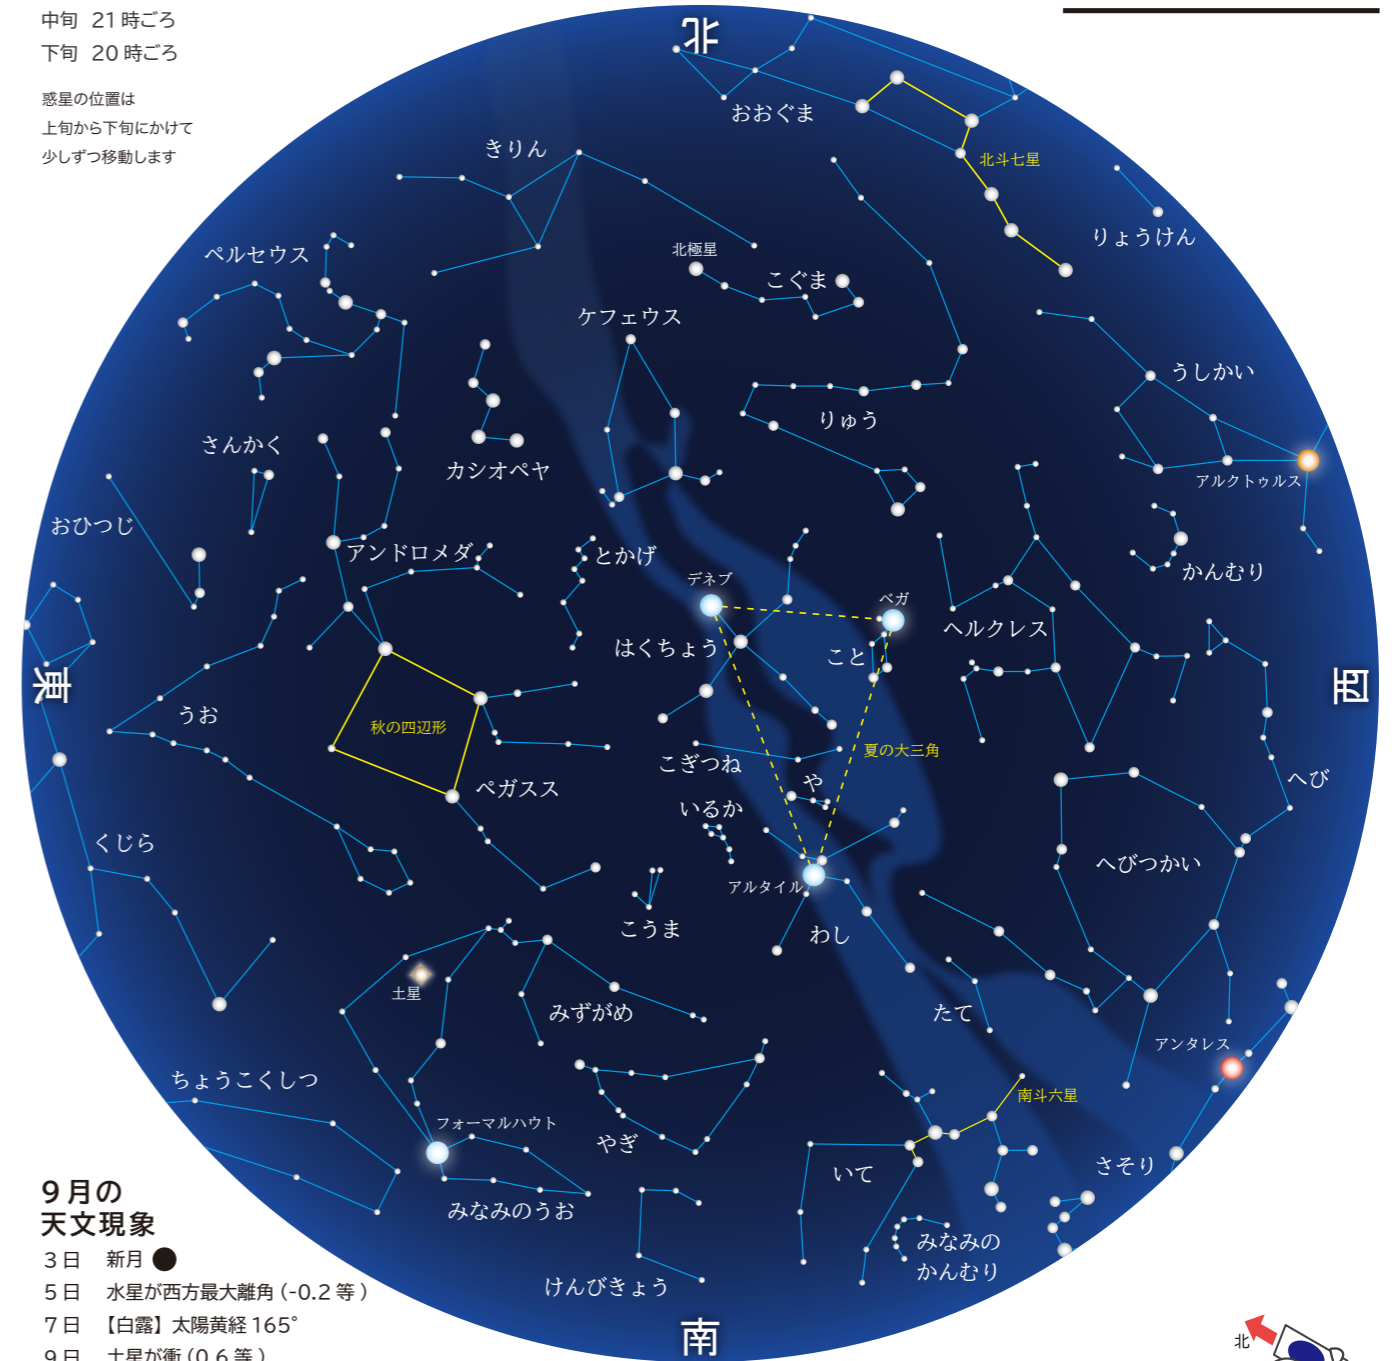 中旬 21時ごろ
下旬 20時ごろ
惑星の位置は
上旬から下旬にかけて
少しずつ移動します
北
おおぐま
きりん
北斗七星
りょうけん
ペルセウス
北極星
こぐま
ケフェウス
うしかい
りゅう
さんかく
カシオペヤ
アルクトゥルス
おひつじ
アンドロメダ
とかげ
かんむり
デネブ
ベガ
はくちょう
こと
ヘルクレス
東
西
うお
秋の四辺形
夏の大三角
こぎつね
や
へび
ペガスス
いるか
くじら
へびつかい
アルタイル
こうま
わし
土星
みずがめ
たて
アンタレス
ちょうこくしつ
フォーマルハウト
南斗六星
やぎ
いて
さそり
みなみのうお
みなみの
かんむり
けんびきょう
南
9月の
天文現象
3日 新月
5日 水星が西方最大離角(-0.2等)
7日 【白露】太陽黄経165°
9日 土星が衝(0.6等)
北